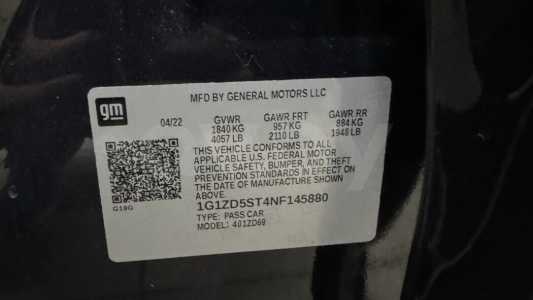 MFD BY GENERAL MOTORS LLC
gm
04/22 GVWR GAWR FRT GAWR RR
1840 KG 957 KG 884 KG
4057 LB 2110 LB 1948 LB
THIS VEHICLE CONFORMS TO ALL
APPLICABLE U.S. FEDERAL MOTOR
VEHICLE SAFETY, BUMPER, AND THEFT
PREVENTION STANDARDS IN EFFECT ON
THE DATE OF MANUFACTURE SHOWN
ABOVE.
1G1ZD5ST4NF145880
G19G
TYPE: PASS CAR
MODEL: 401ZD69